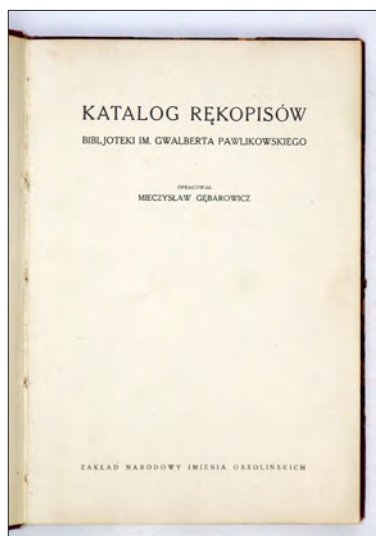 KATALOG RĘKOPISÓW
BIBLJOTEKI IM. GWALBERTA PAWLIKOWSKIEGO
OPRACOWAŁ
MIECZYSŁAW GĘBAROWICZ
ZAKŁAD NARODOWY IMIENIA OSSOLIŃSKICH